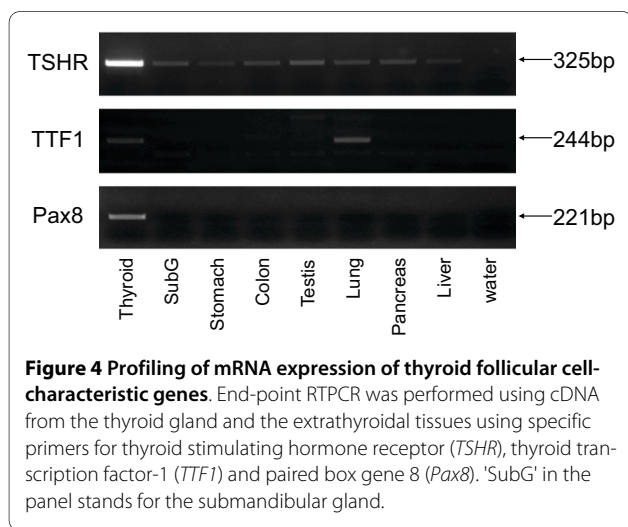 TSHR
325bp
TTF1
244bp
Pax8
221bp
Thyroid
SubG
Stomach
Colon
Testis
Lung
Pancreas
Liver
water
Figure 4 Profiling of mRNA expression of thyroid follicular cell-
characteristic genes. End-point RTPCR was performed using cDNA
from the thyroid gland and the extrathyroidal tissues using specific
primers for thyroid stimulating hormone receptor (TSHR), thyroid tran-
scription factor-1 (TTF1) and paired box gene 8 (Pax8). 'SubG' in the
panel stands for the submandibular gland.